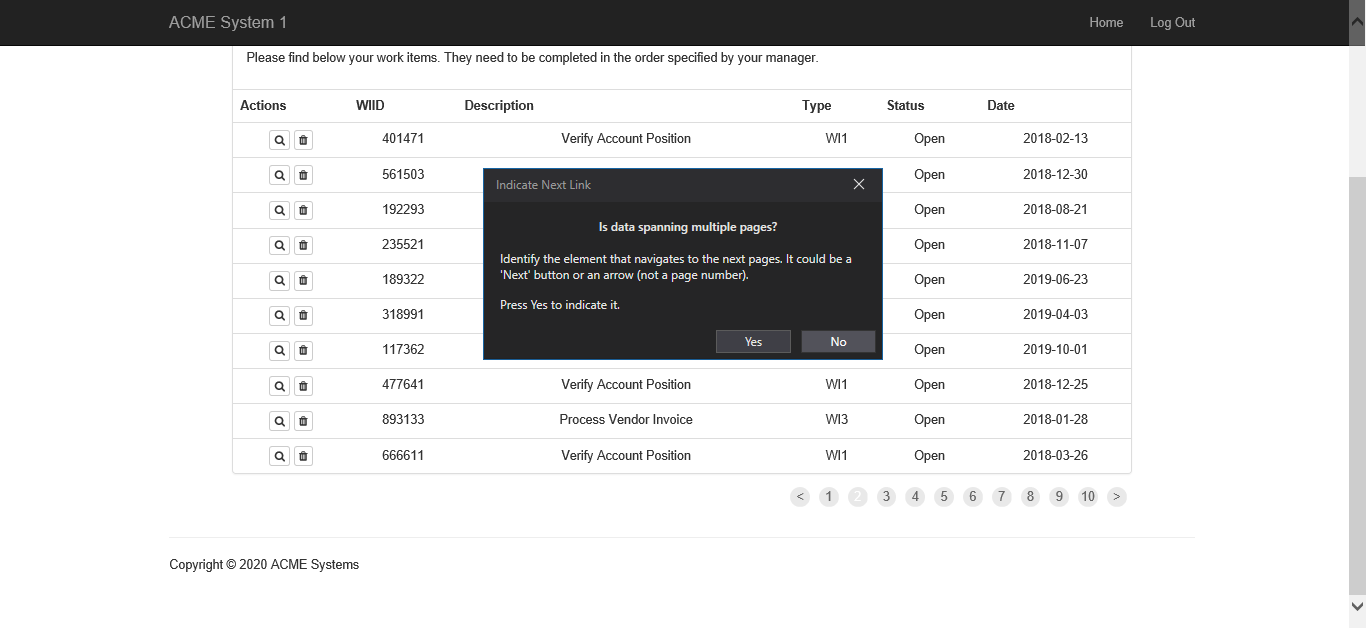 ACME System 1 Home Log Out
Please find below your work items. They need to be completed in the order specified by your manager.
Actions WIID Description Type Status Date
401471 Verify Account Position WI1 Open 2018-02-13
561503 Open 2018-12-30
192293 Open 2018-08-21
235521 Open 2018-11-07
189322 Open 2019-06-23
318991 Open 2019-04-03
117362 Open 2019-10-01
477641 Verify Account Position WI1 Open 2018-12-25
893133 Process Vendor Invoice WI3 Open 2018-01-28
666611 Verify Account Position WI1 Open 2018-03-26
Indicate Next Link
Is data spanning multiple pages?
Identify the element that navigates to the next pages. It could be a
'Next' button or an arrow (not a page number).
Press Yes to indicate it.
Yes No
< 1 2 3 4 5 6 7 8 9 10 >
Copyright © 2020 ACME Systems